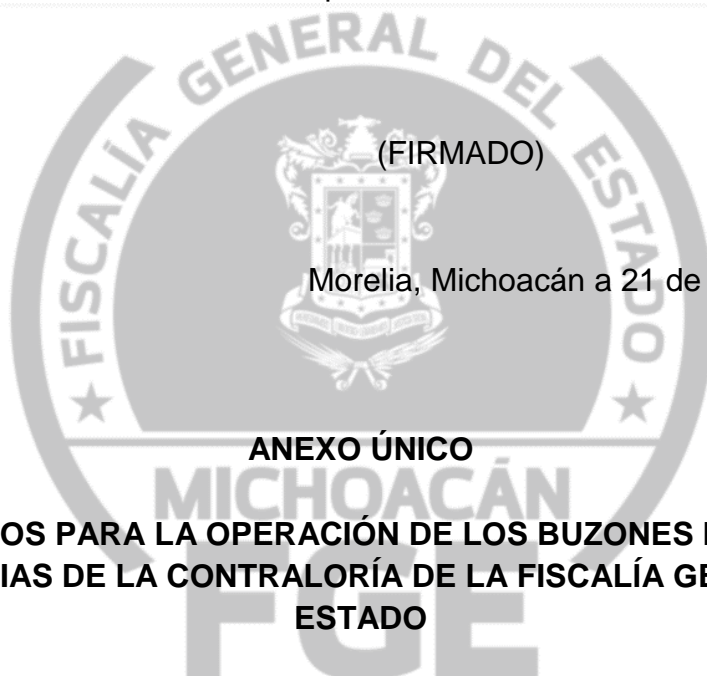 FISCALÍA GENERAL DEL ESTADO
(FIRMADO)
Morelia, Michoacán a 21 de
ANEXO ÚNICO
MICHOACÁN
OS PARA LA OPERACIÓN DE LOS BUZONES
IAS DE LA CONTRALORÍA DE LA FISCALÍA GE
ESTADO
FGE